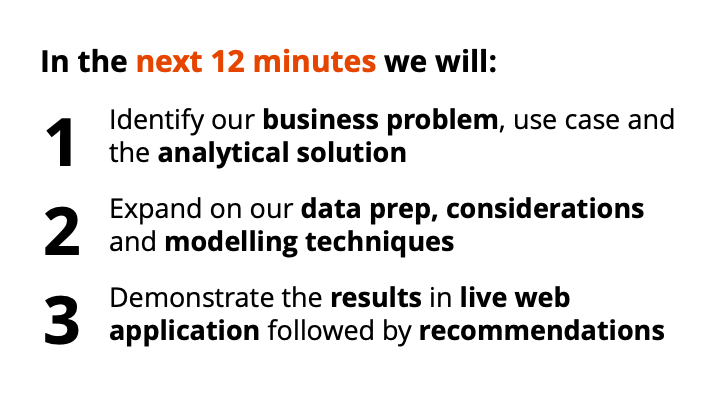 In the next 12 minutes we will:
1
Identify our business problem, use case and
the analytical solution
2
Expand on our data prep, considerations
and modelling techniques
3
Demonstrate the results in live web
application followed by recommendations